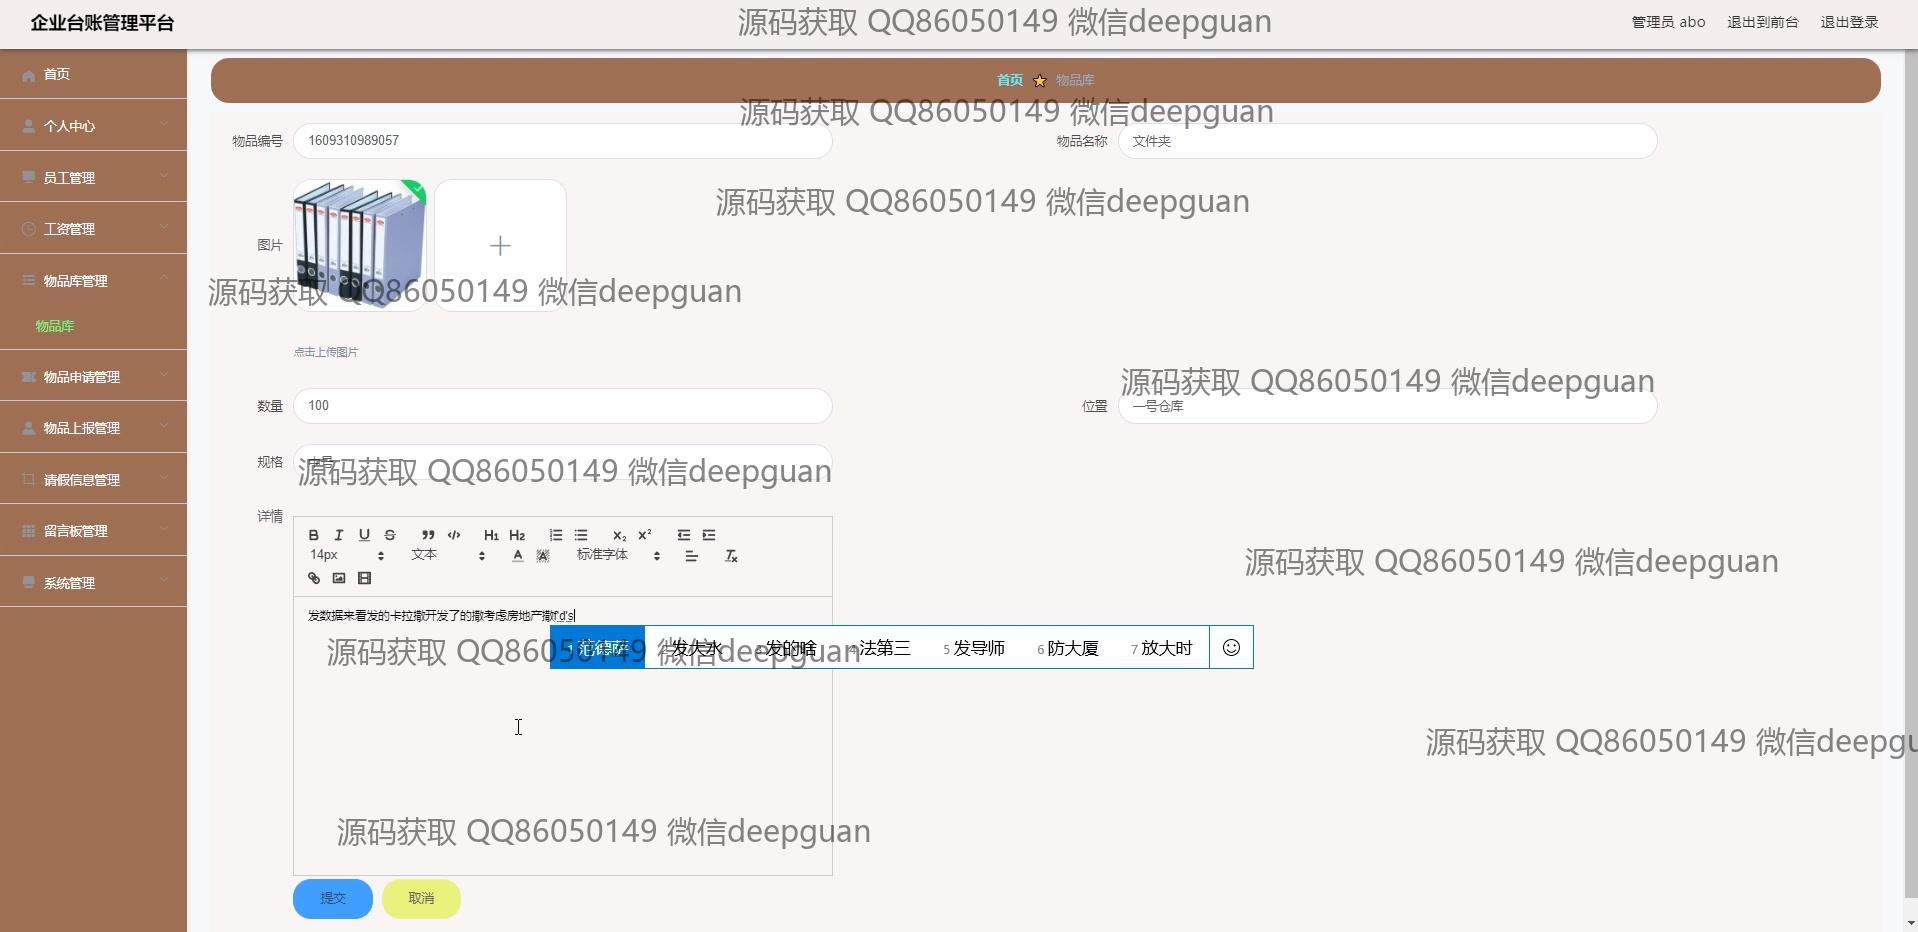 企业台账管理平台
源码获取 QQ86050149 微信deepguan
管理员 abo
退出到前台
退出登录
首页
物品库
源码获取 QQ86050149 微信deepguan
首页
个人中心
员工管理
工资管理
物品库管理
物品库
物品申请管理
物品上报管理
请假信息管理
留言板管理
系统管理
物品编号
1609310989057
物品名称
文件夹
源码获取 QQ86050149 微信deepguan
图片
源码获取 QQ86050149 微信deepguan
点击上传图片
源码获取 QQ86050149 微信deepguan
数量
100
位置
一号仓库
规格
源码获取 QQ86050149 微信deepguan
详情
B I U S H1 H2 X₂ X²
14px
文本
A
A
标准字体
源码获取 QQ86050149 微信deepguan
发数据来看发的卡拉撒开发了的撒考虑房地产撒f'd's
1 范德萨 发大水 发的啥 4 法第三 5 发导师 6 防大厦 7 放大时
源码获取 QQ86050149 微信deepguan
源码获取 QQ86050149 微信deepgu
源码获取 QQ86050149 微信deepguan
提交
取消